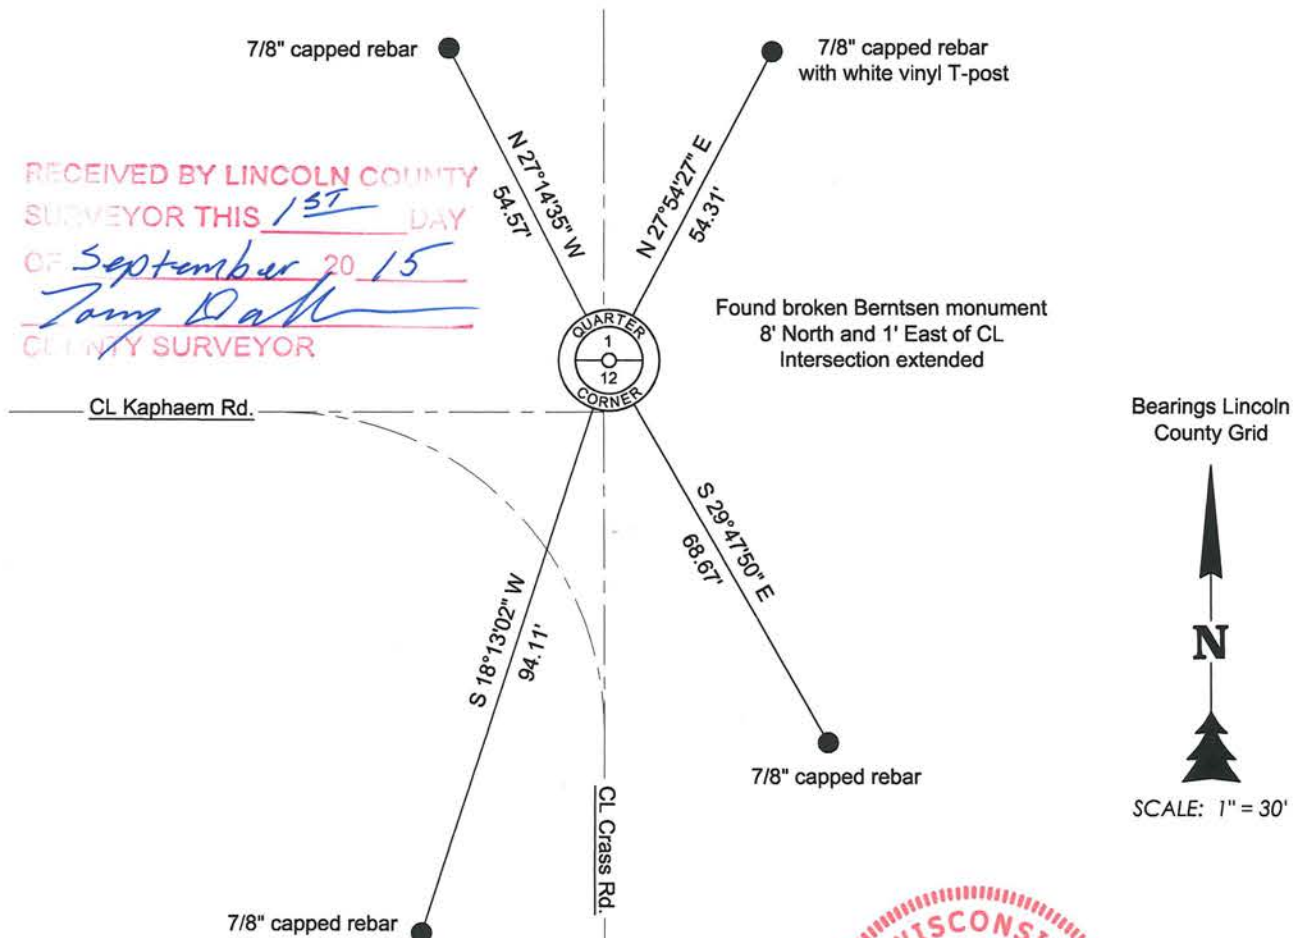 7/8" capped rebar
7/8" capped rebar
with white vinyl T-post
N 27°14'35" W
54.57'
N 27°54'27" E
54.31'
RECEIVED BY LINCOLN COUNTY
SURVEYOR THIS 1ST DAY
OF September 20 15
COUNTY SURVEYOR
QUARTER
1
12
CORNER
Found broken Berntsen monument
8' North and 1' East of CL
Intersection extended
CL Kaphaem Rd.
Bearings Lincoln
County Grid
N
SCALE: 1" = 30'
S 29°47'50" E
68.67'
S 18°13'02" W
94.11'
7/8" capped rebar
CL Crass Rd.
7/8" capped rebar